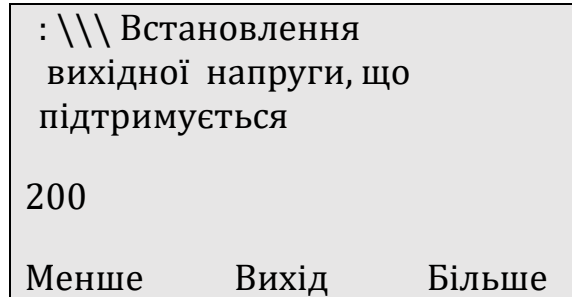 : \\\ Встановлення
вихідної напруги, що
підтримується
200
Менше Вихід Більше